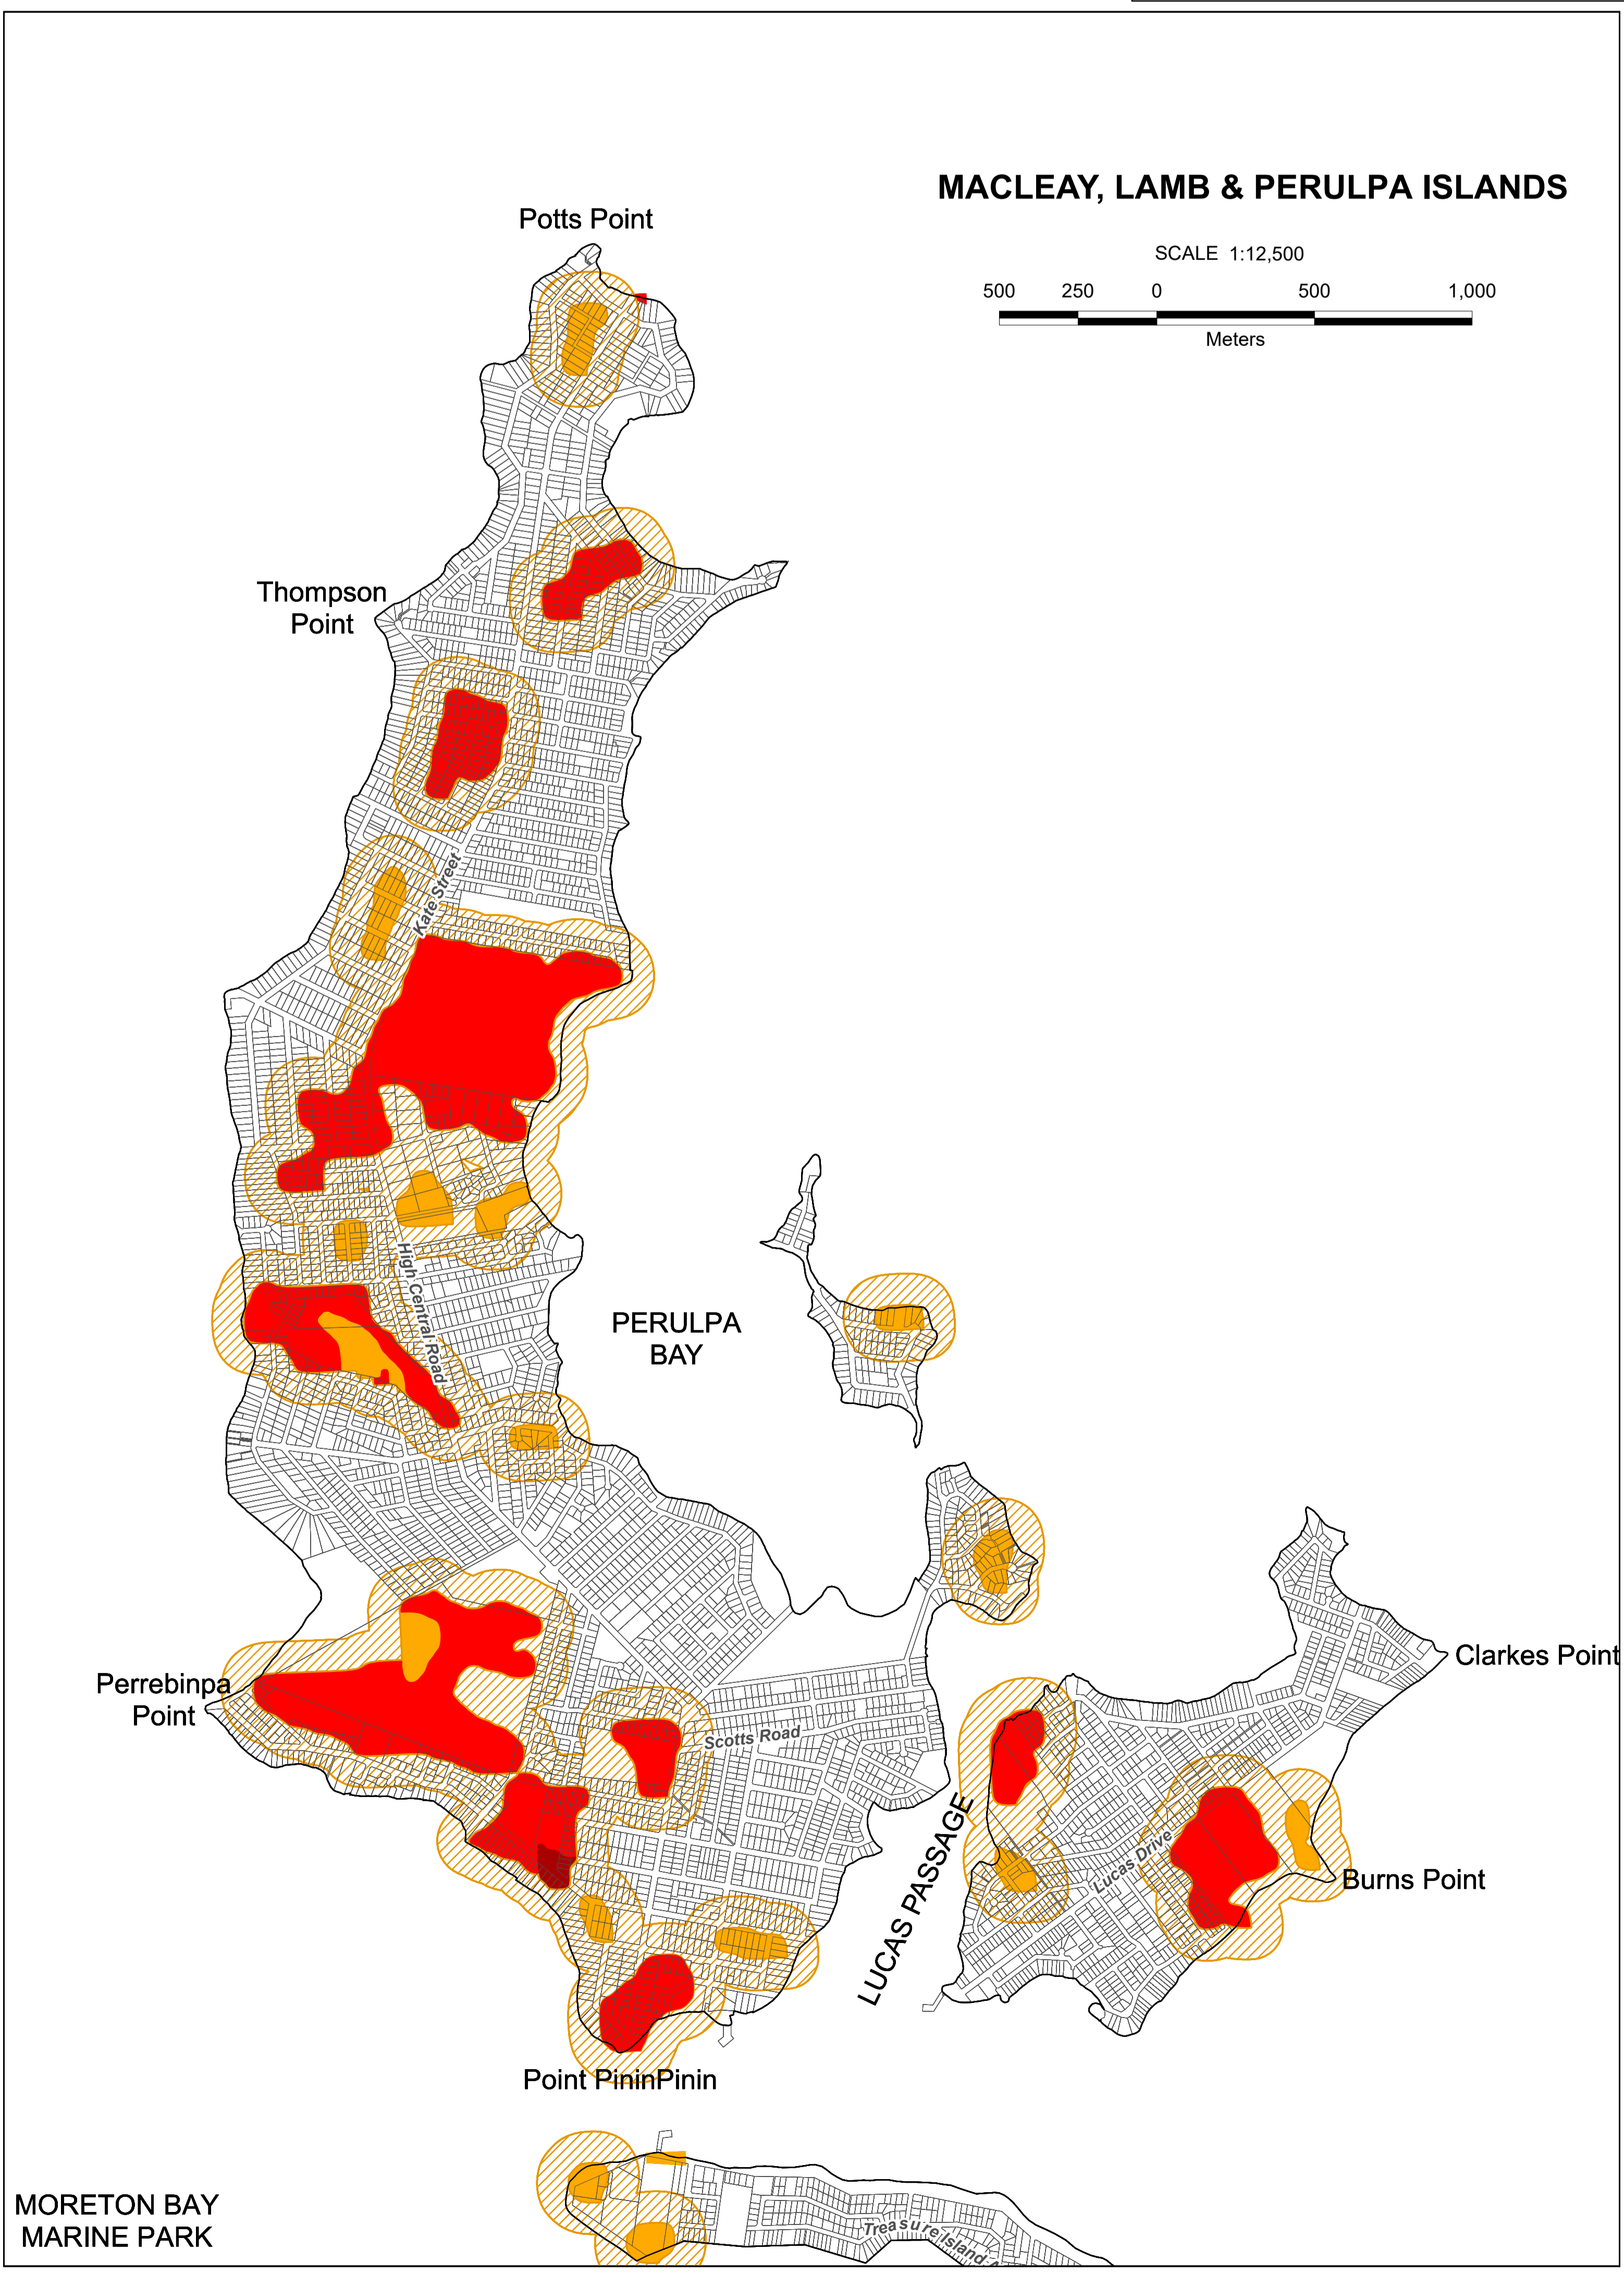 MACLEAY, LAMB & PERULPA ISLANDS
SCALE 1:12,500
500 250 0 500 1,000
Meters
Potts Point
Thompson
Point
Kate Street
High Central Road
PERULPA
BAY
Clarkes Point
Perrebinpa
Point
Scotts Road
LUCAS PASSAGE
Lucas Drive
Burns Point
Point PininPinin
MORETON BAY
MARINE PARK
Treasure Island